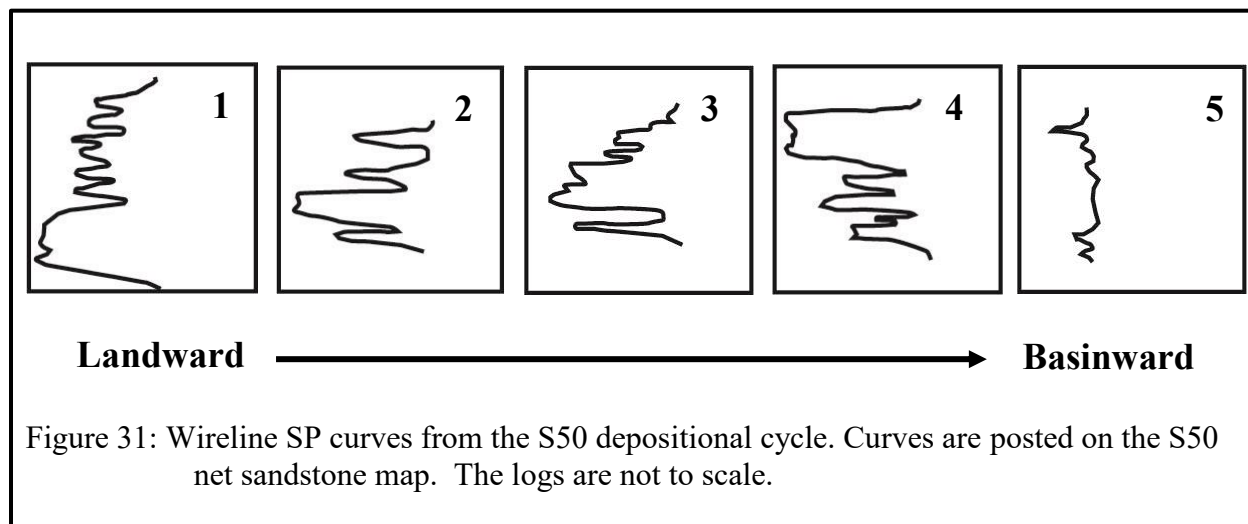 1 2 3 4 5
Landward Basinward
Figure 31: Wireline SP curves from the S50 depositional cycle. Curves are posted on the S50
net sandstone map. The logs are not to scale.